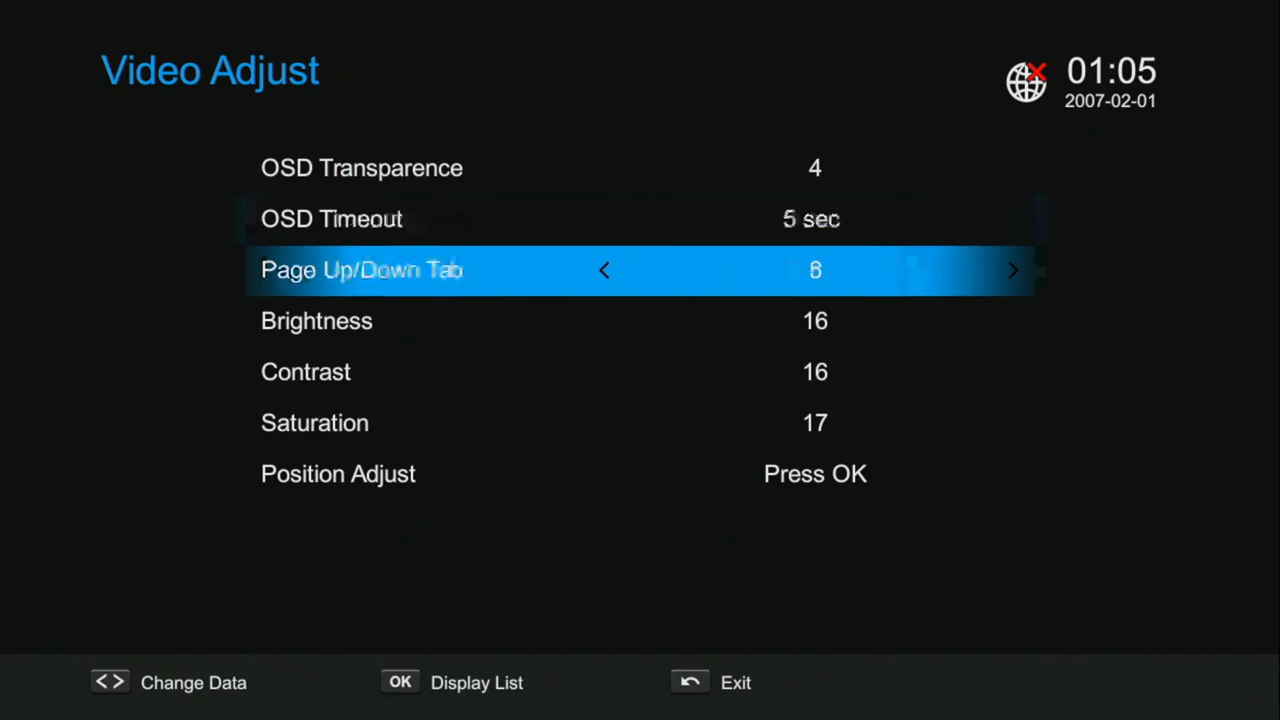 Video Adjust
01:05
2007-02-01
OSD Transparence 4
OSD Timeout 5 sec
Page Up/Down Tab < 6 >
Brightness 16
Contrast 16
Saturation 17
Position Adjust Press OK
<> Change Data OK Display List Exit